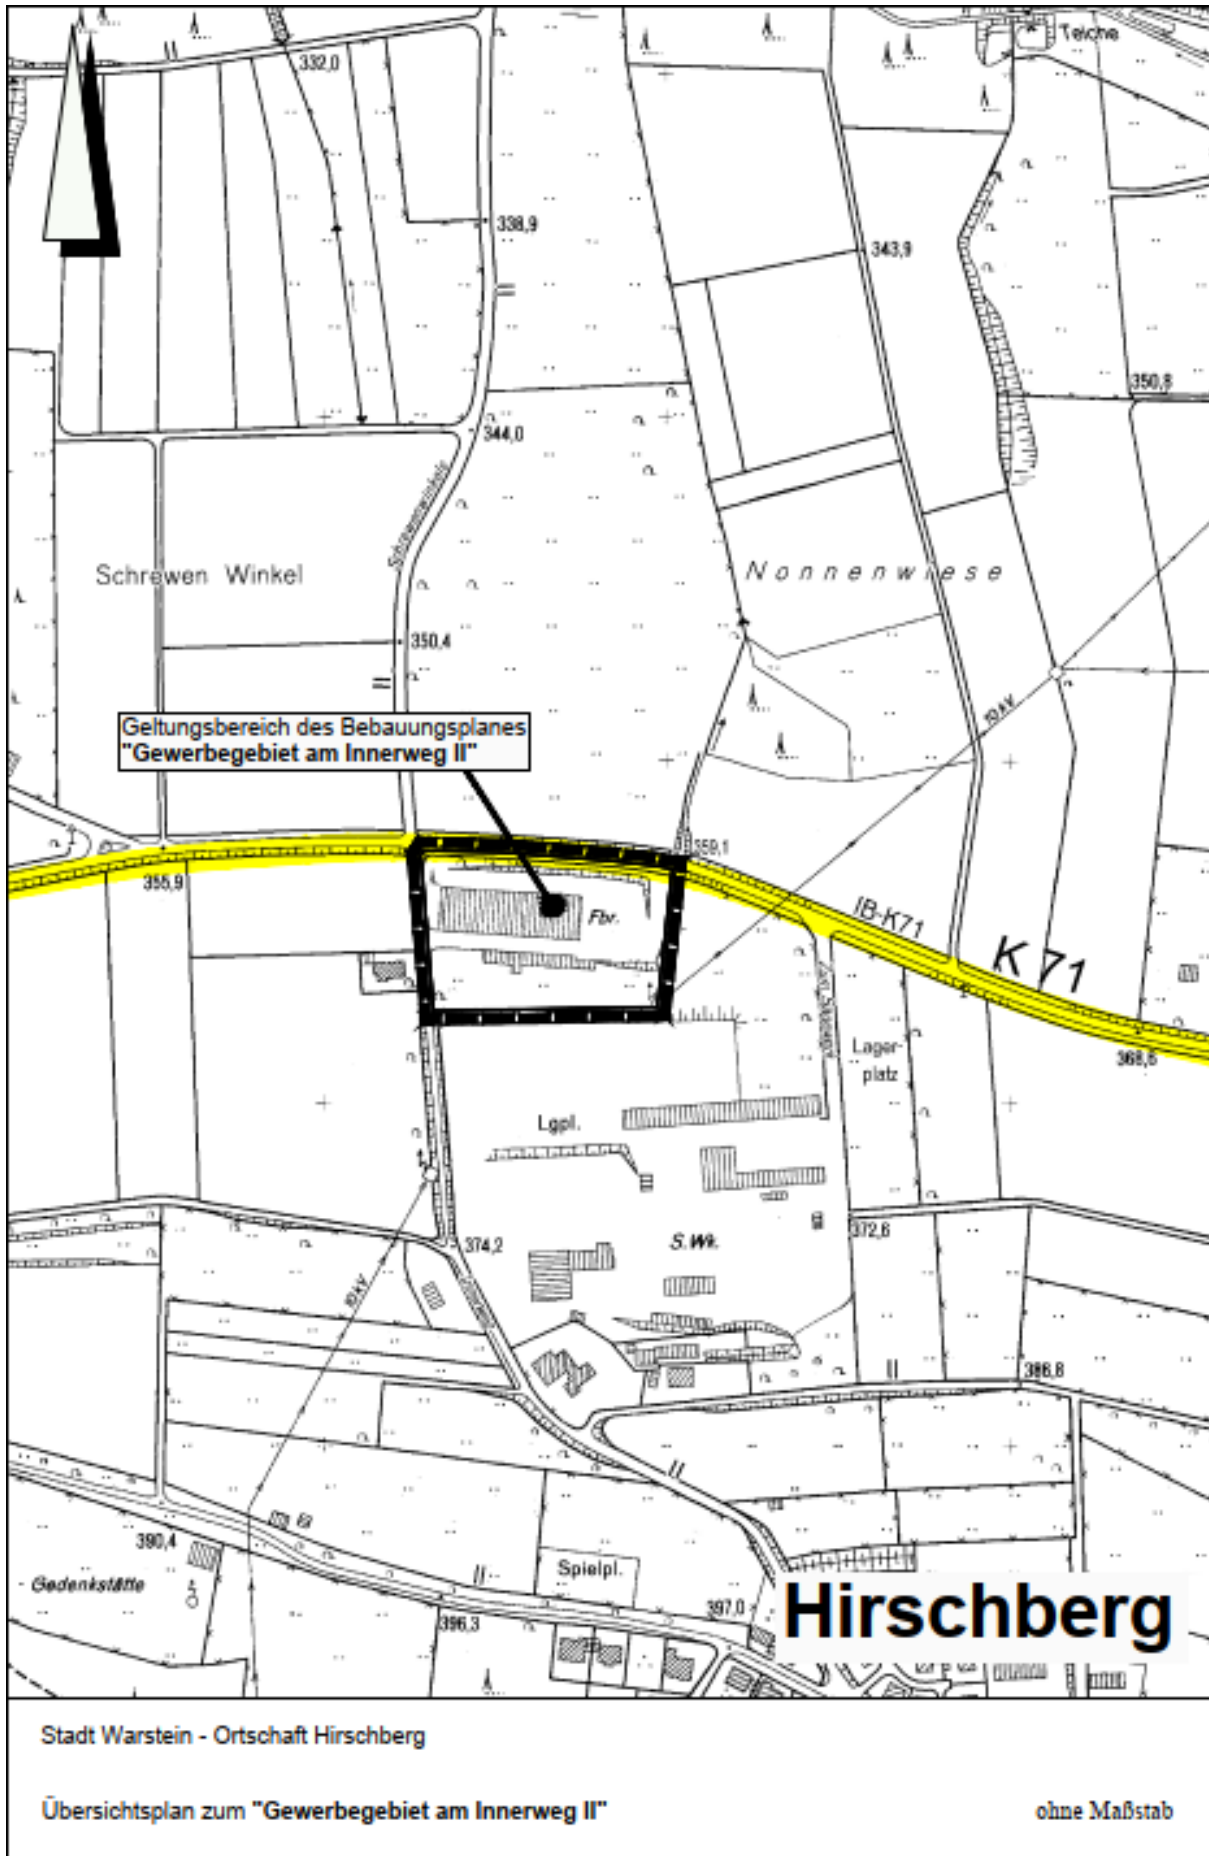 Teiche
332,0
338,9
343,9
350,8
344,0
Schrewen Winkel
Nonnenwiese
350,4
10 kV
Geltungsbereich des Bebauungsplanes
"Gewerbegebiet am Innerweg II"
359,1
355,9
Fbr.
IB-K71
K 71
368,6
Lager-
platz
Lgpl.
374,2
S.Wk.
372,6
10 kV
386,8
390,4
Gedenkstätte
Spielpl.
397,0
396,3
Hirschberg
Stadt Warstein - Ortschaft Hirschberg
Übersichtsplan zum "Gewerbegebiet am Innerweg II"
ohne Maßstab